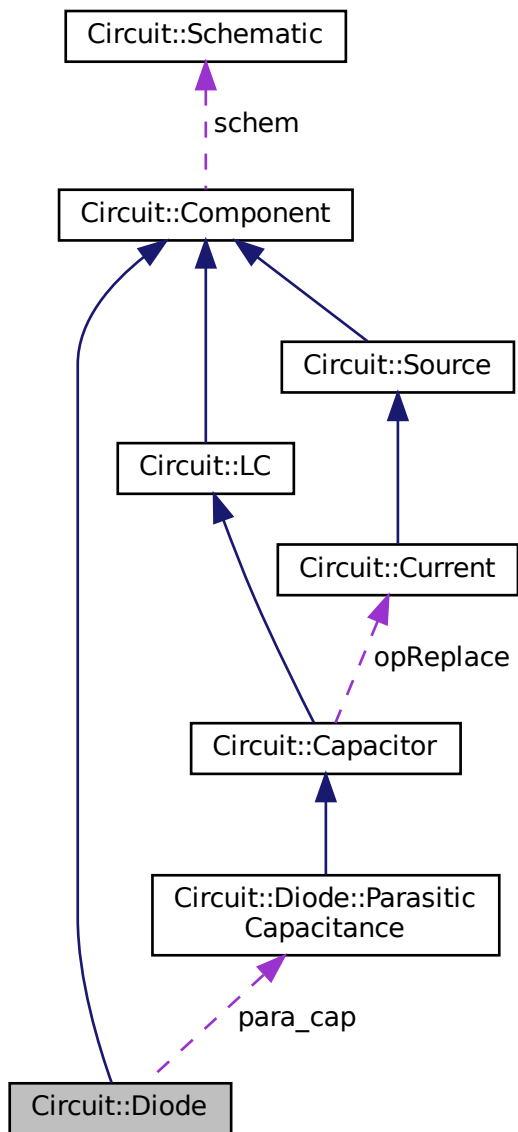 Circuit::Schematic
schem
Circuit::Component
Circuit::Source
Circuit::LC
Circuit::Current
opReplace
Circuit::Capacitor
Circuit::Diode::Parasitic
Capacitance
para_cap
Circuit::Diode